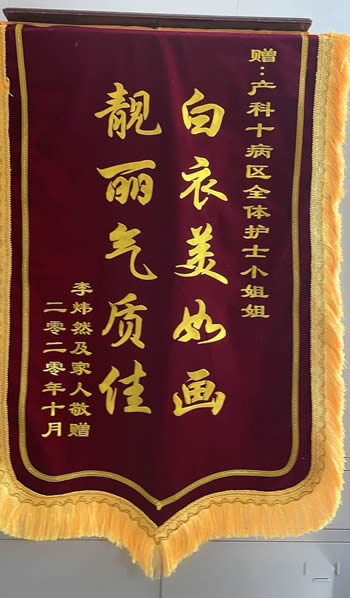 赠:产科十病区全体护士小姐姐
白衣美如画
靓丽气质佳
李炜然及家人敬赠
二零二零年十月